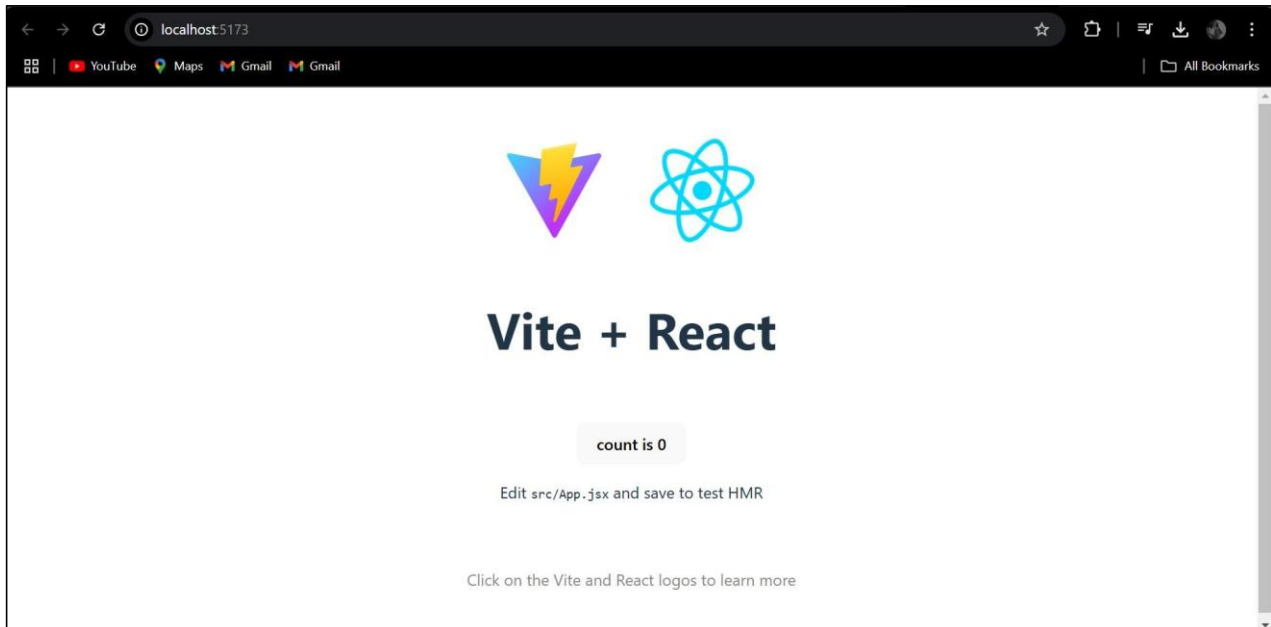 localhost:5173
YouTube Maps Gmail Gmail All Bookmarks
Vite + React
count is 0
Edit src/App.jsx and save to test HMR
Click on the Vite and React logos to learn more